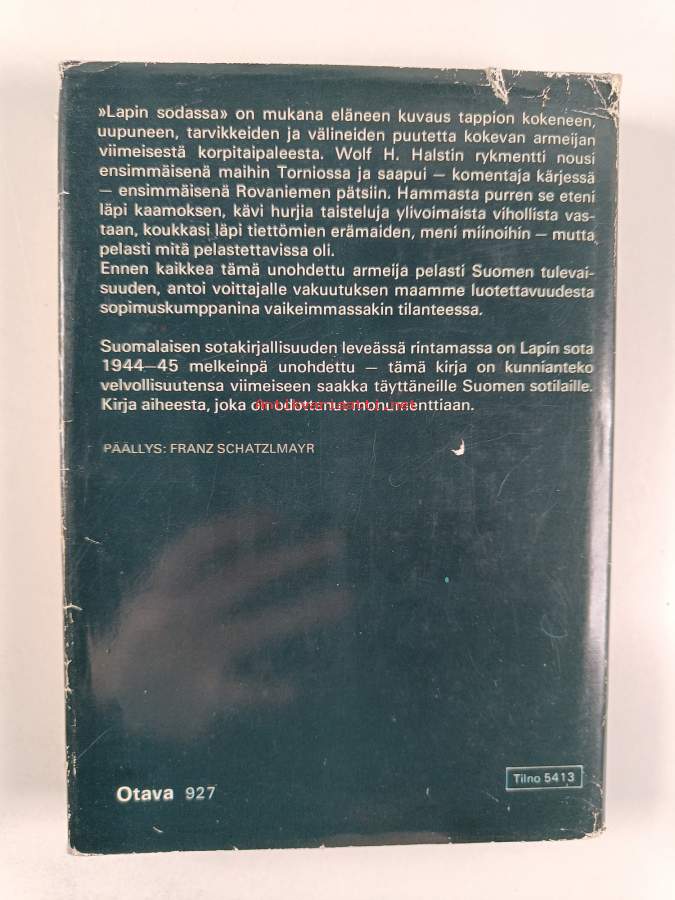 »Lapin sodassa» on mukana eläneen kuvaus tappion kokeneen,
uupuneen, tarvikkeiden ja välineiden puutetta kokevan armeijan
viimeisestä korpitaipaleesta. Wolf H. Halstin rykmentti nousi
ensimmäisenä maihin Torniossa ja saapui – komentaja kärjessä
– ensimmäisenä Rovaniemen pätsiin. Hammasta purren se eteni
läpi kaamoksen, kävi hurjia taisteluja ylivoimaista vihollista vas-
taan, koukkasi läpi tiettömien erämaiden, meni miinoihin – mutta
pelasti mitä pelastettavissa oli.
Ennen kaikkea tämä unohdettu armeija pelasti Suomen tulevai-
suuden, antoi voittajalle vakuutuksen maamme luotettavuudesta
sopimuskumppanina vaikeimmassakin tilanteessa.
Suomalaisen sotakirjallisuuden leveässä rintamassa on Lapin sota
1944–45 melkeinpä unohdettu – tämä kirja on kunnianteko
velvollisuutensa viimeiseen saakka täyttäneille Suomen sotilaille.
Kirja aiheesta, joka on odottanut monumenttiaan.
PÄÄLLYS: FRANZ SCHATZLMAYR
Otava 927
Tilno 5413